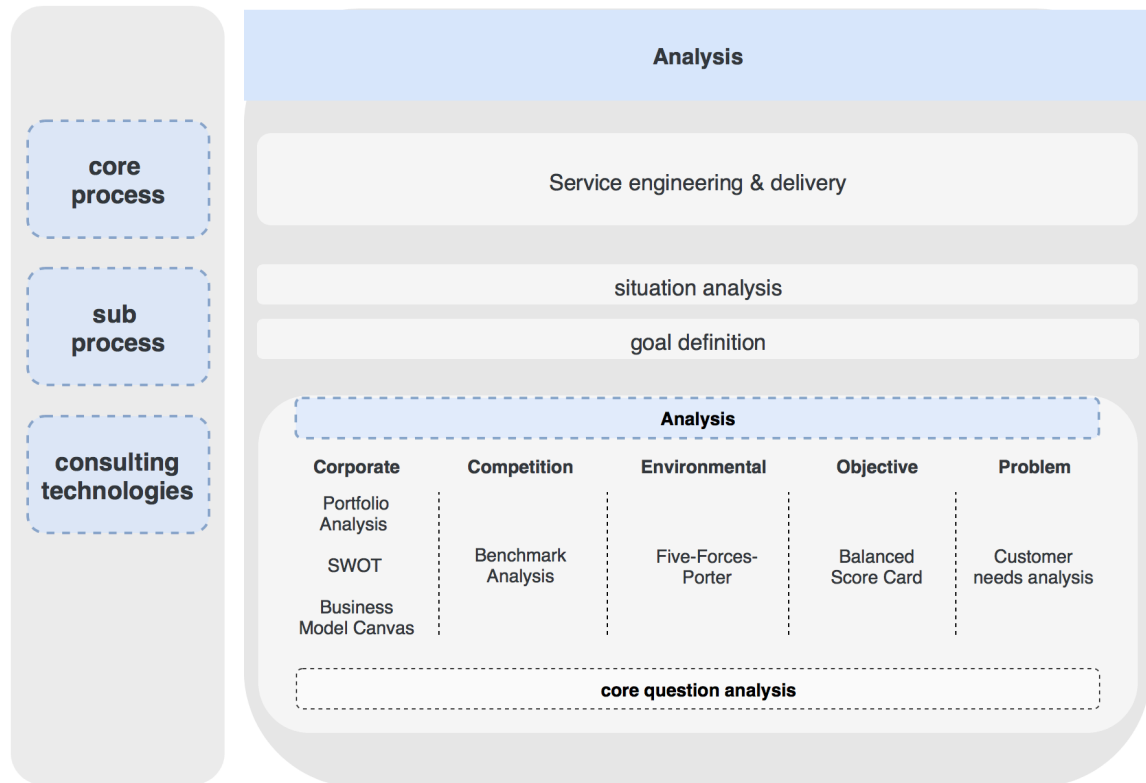 Analysis
core
process
Service engineering & delivery
sub
process
situation analysis
goal definition
consulting
technologies
Analysis
Corporate
Competition
Environmental
Objective
Problem
Portfolio
Analysis
SWOT
Business
Model Canvas
Benchmark
Analysis
Five-Forces-
Porter
Balanced
Score Card
Customer
needs analysis
core question analysis